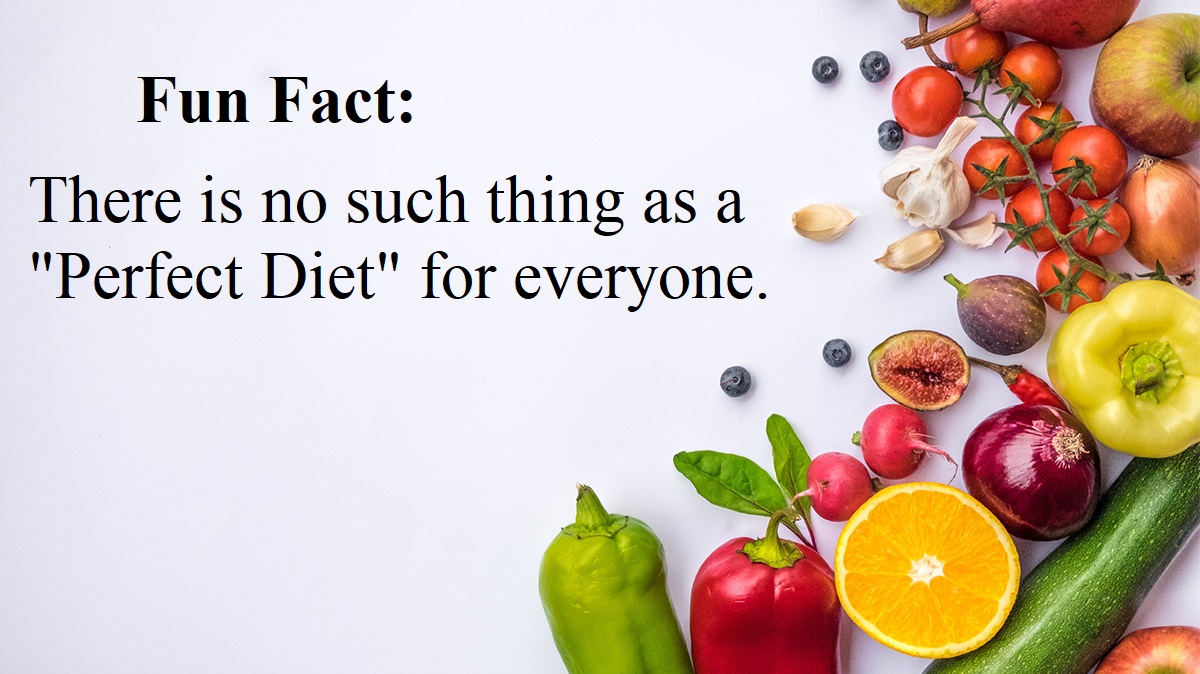 Fun Fact:
There is no such thing as a
"Perfect Diet" for everyone.